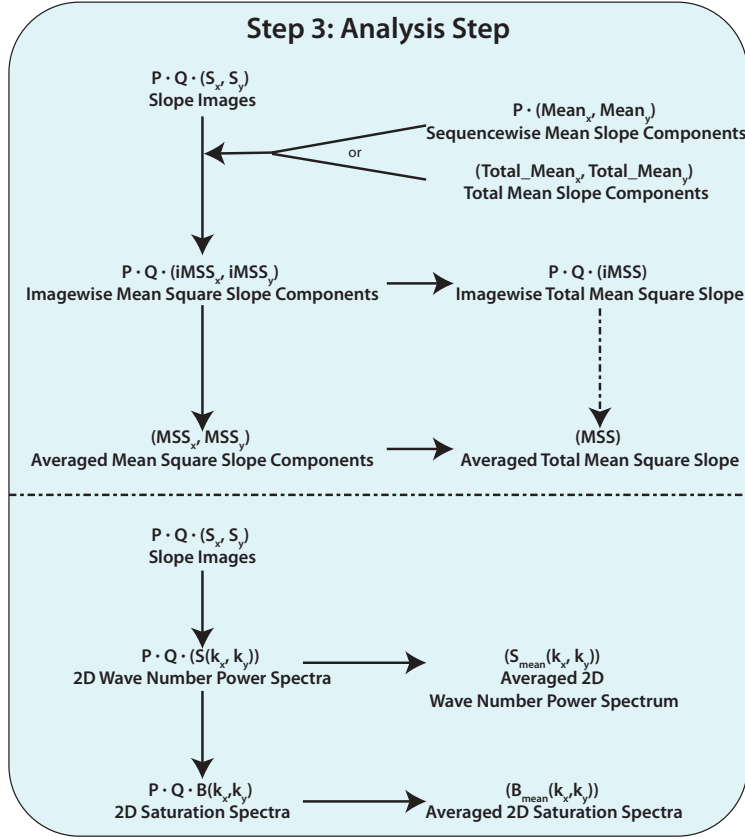 Step 3: Analysis Step
P · Q · (Sx, Sy)
Slope Images
P · (Meanx, Meany)
Sequencewise Mean Slope Components
or
(Total_Meanx, Total_Meany)
Total Mean Slope Components
P · Q · (iMSSx, iMSSy)
Imagewise Mean Square Slope Components
P · Q · (iMSS)
Imagewise Total Mean Square Slope
(MSSx, MSSy)
Averaged Mean Square Slope Components
(MSS)
Averaged Total Mean Square Slope
P · Q · (Sx, Sy)
Slope Images
P · Q · (S(kx, ky))
2D Wave Number Power Spectra
(Smean(kx, ky))
Averaged 2D
Wave Number Power Spectrum
P · Q · B(kx,ky)
2D Saturation Spectra
(Bmean(kx,ky))
Averaged 2D Saturation Spectra